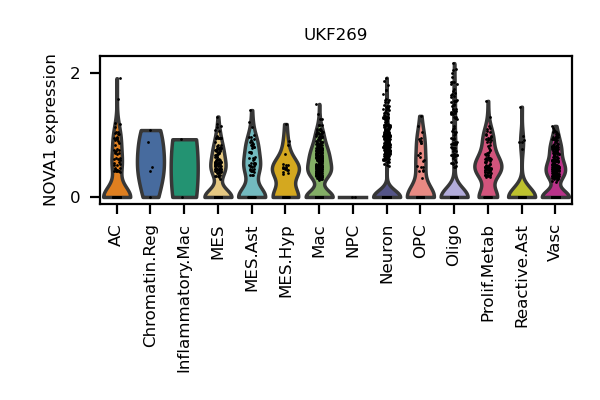 UKF269
NOVA1 expression
2
0
AC
Chromatin.Reg
Inflammatory.Mac
MES
MES.Ast
MES.Hyp
Mac
NPC
Neuron
OPC
Oligo
Prolif.Metab
Reactive.Ast
Vasc